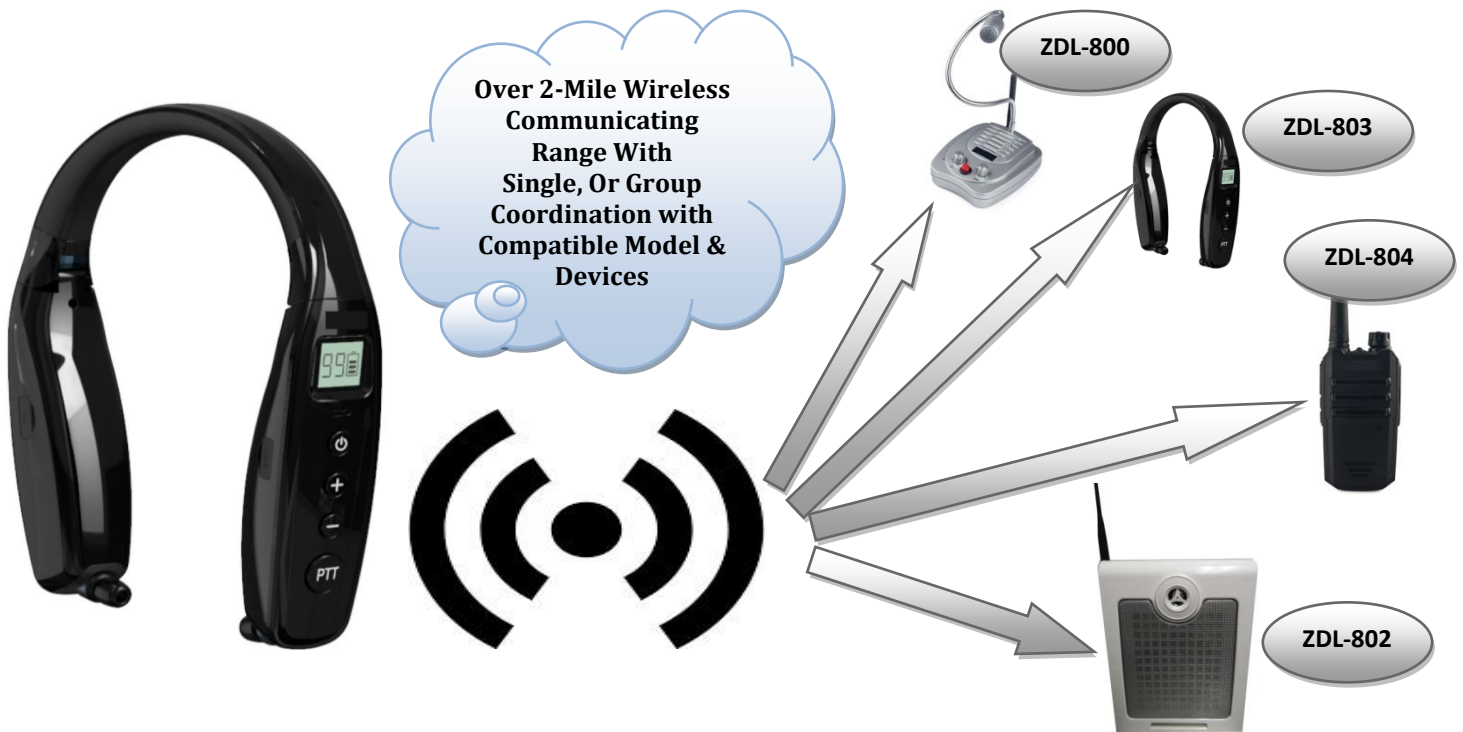 Over 2-Mile Wireless
Communicating
Range With
Single, Or Group
Coordination with
Compatible Model &
Devices
ZDL-800
ZDL-803
ZDL-804
ZDL-802
99
PTT
PTT